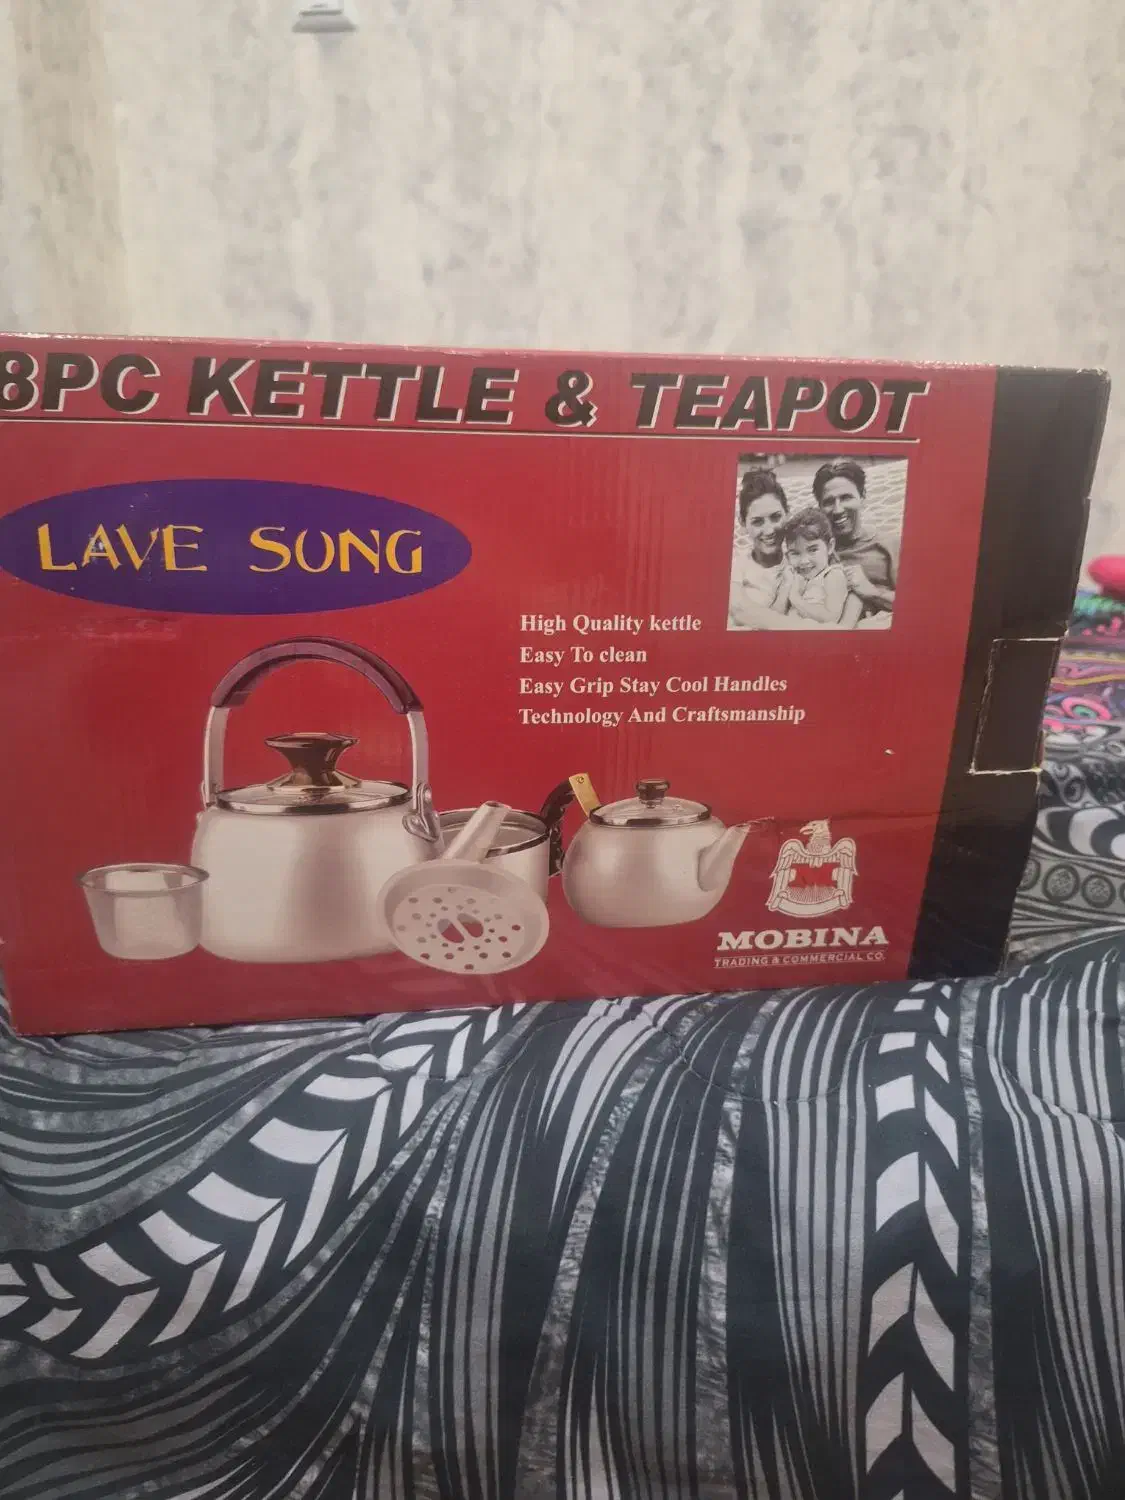 8PC KETTLE & TEAPOT
LAVE SONG
High Quality kettle
Easy To clean
Easy Grip Stay Cool Handles
Technology And Craftsmanship
MOBINA
TRADING & COMMERCIAL CO.